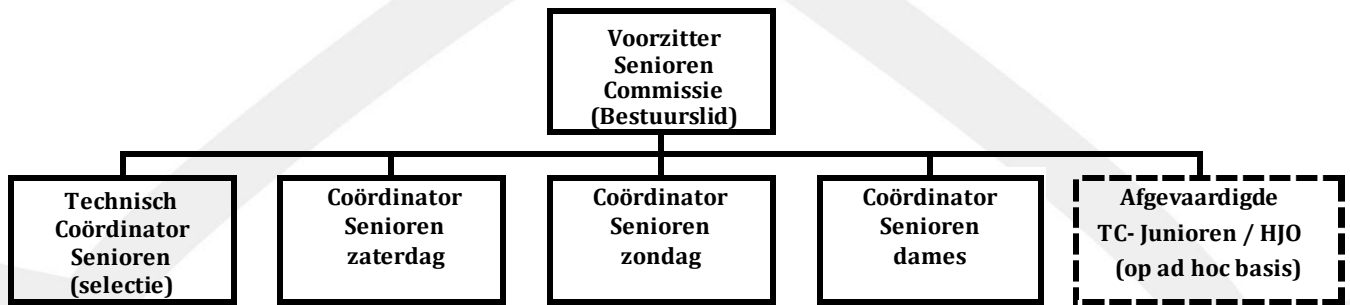 Voorzitter
Senioren
Commissie
(Bestuurslid)
Technisch
Coördinator
Senioren
(selectie)
Coördinator
Senioren
zaterdag
Coördinator
Senioren
zondag
Coördinator
Senioren
dames
Afgevaardigde
TC- Junioren / HJO
(op ad hoc basis)